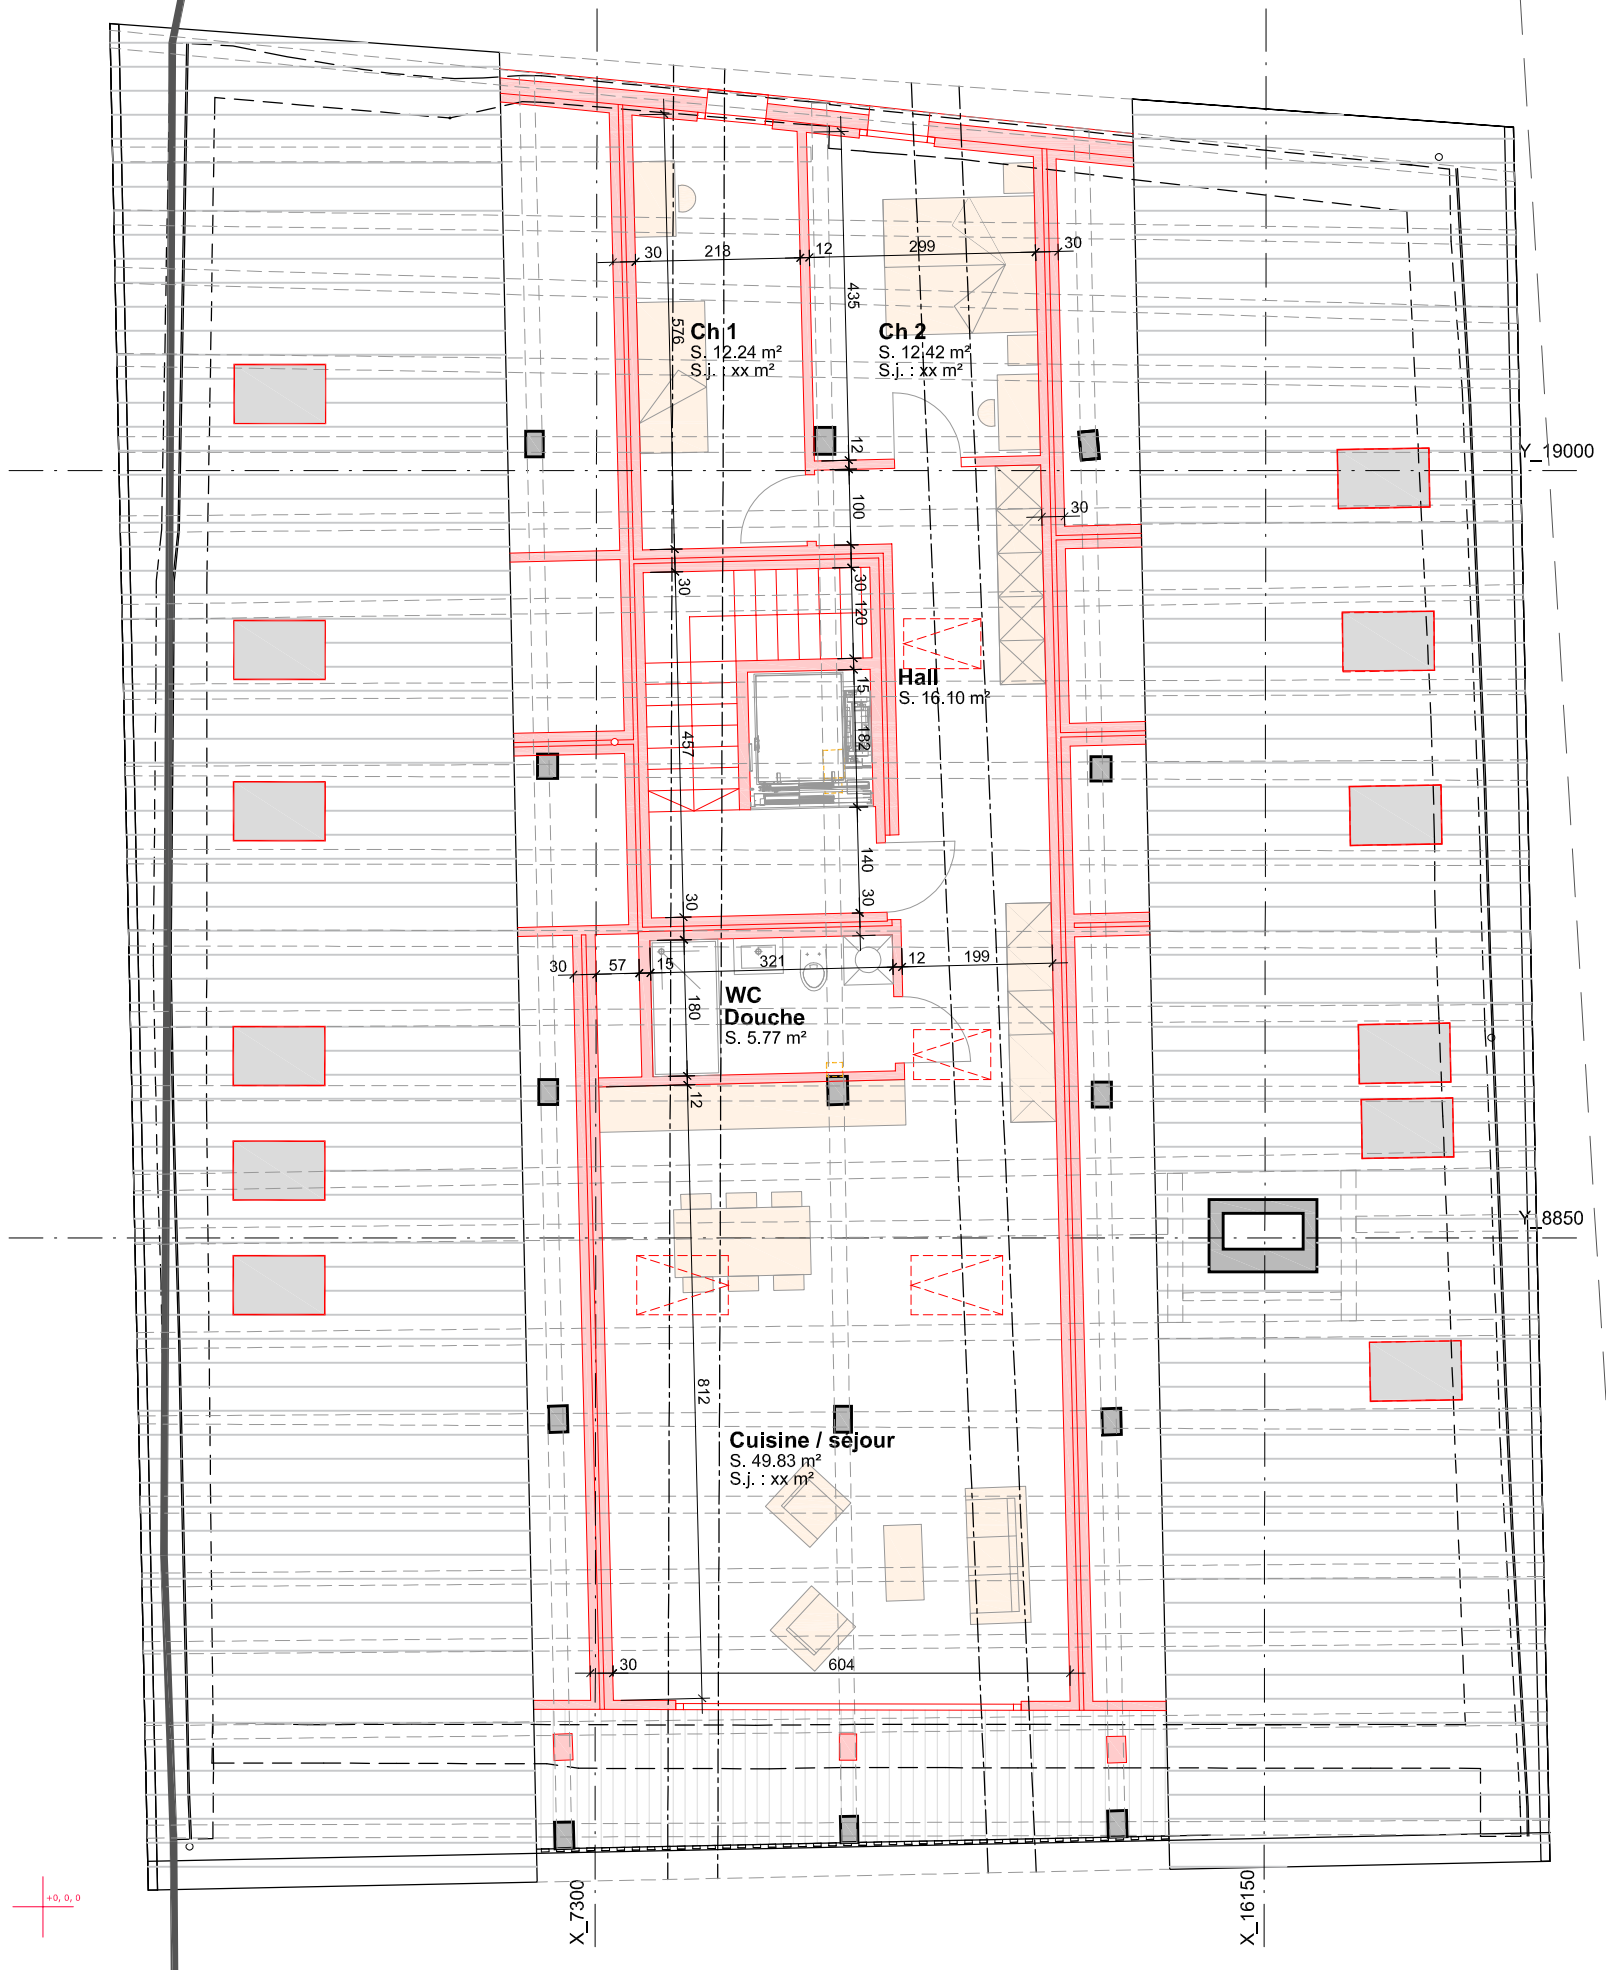 30
218
12
299
30
435
576
Ch 1
S. 12.24 m²
S.j. : xx m²
Ch 2
S. 12.42 m²
S.j. : xx m²
12
Y_19000
100
30
30
30
120
15
Hall
S. 16.10 m²
182
457
140
30
30
30
57
15
321
12
199
180
WC
Douche
S. 5.77 m²
12
Y_8850
812
Cuisine / séjour
S. 49.83 m²
S.j. : xx m²
30
604
+0, 0, 0
X_7300
X_16150